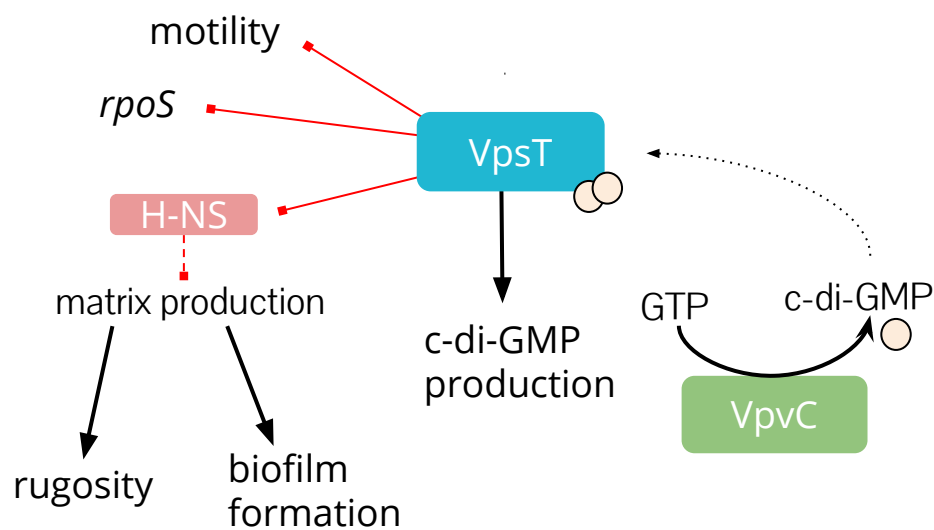 motility
rpoS
VpsT
H-NS
matrix production
GTP
c-di-GMP
c-di-GMP
production
VpvC
rugosity
biofilm
formation